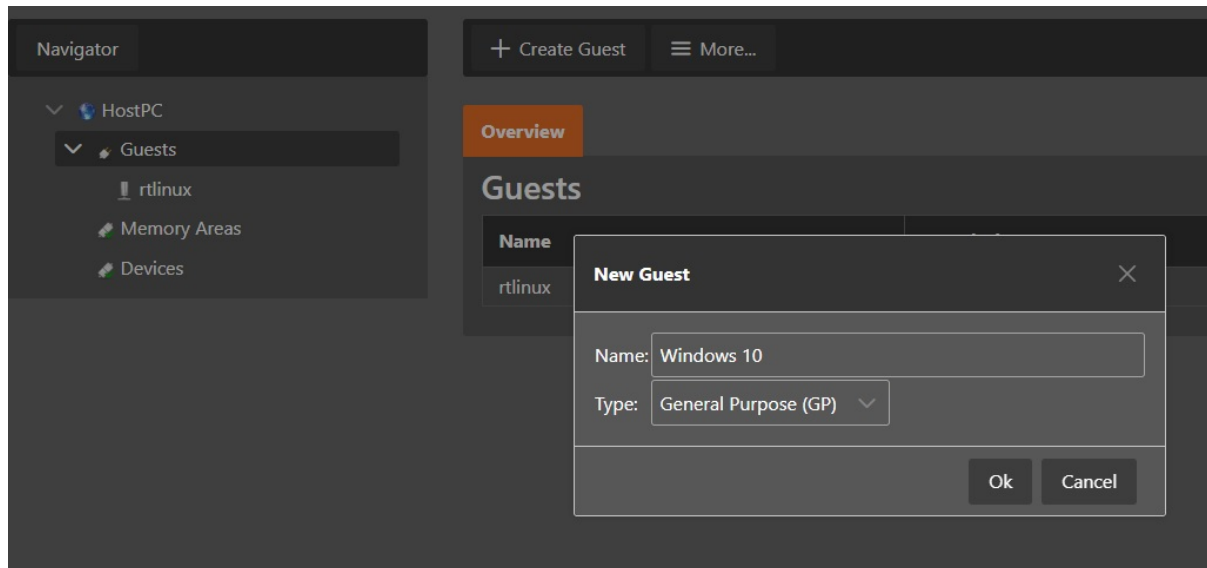 Navigator
+ Create Guest
More...
HostPC
Guests
rtlinux
Memory Areas
Devices
Overview
Guests
Name
rtlinux
New Guest
Name: Windows 10
Type: General Purpose (GP)
Ok
Cancel